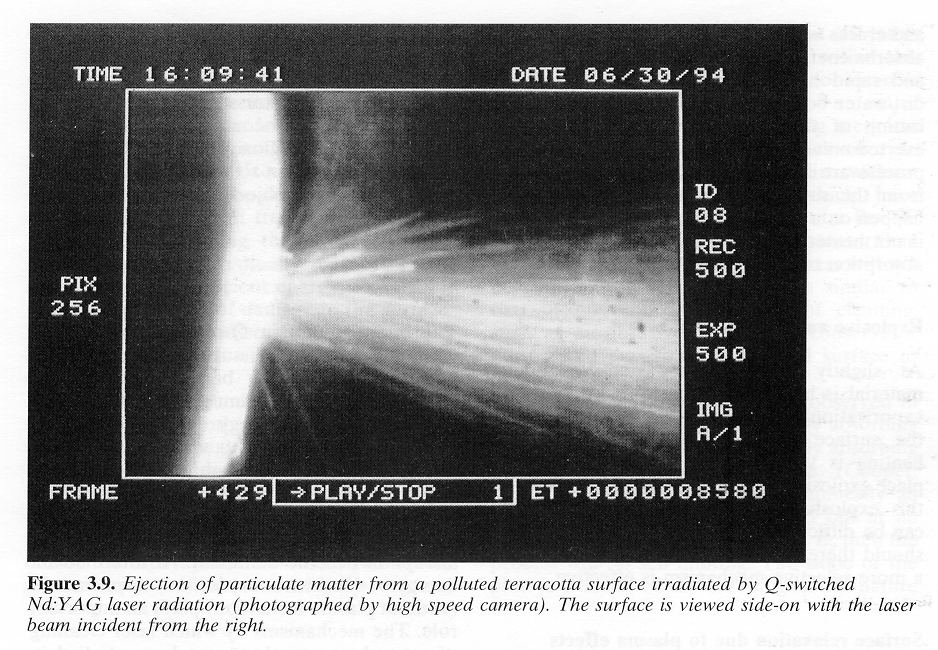 TIME 16:09:41 DATE 06/30/94
ID
08
REC
500
PIX
256
EXP
500
IMG
A/1
FRAME +429 →PLAY/STOP 1 ET +0000008580
Figure 3.9. Ejection of particulate matter from a polluted terracotta surface irradiated by Q-switched
Nd:YAG laser radiation (photographed by high speed camera). The surface is viewed side-on with the laser
beam incident from the right.